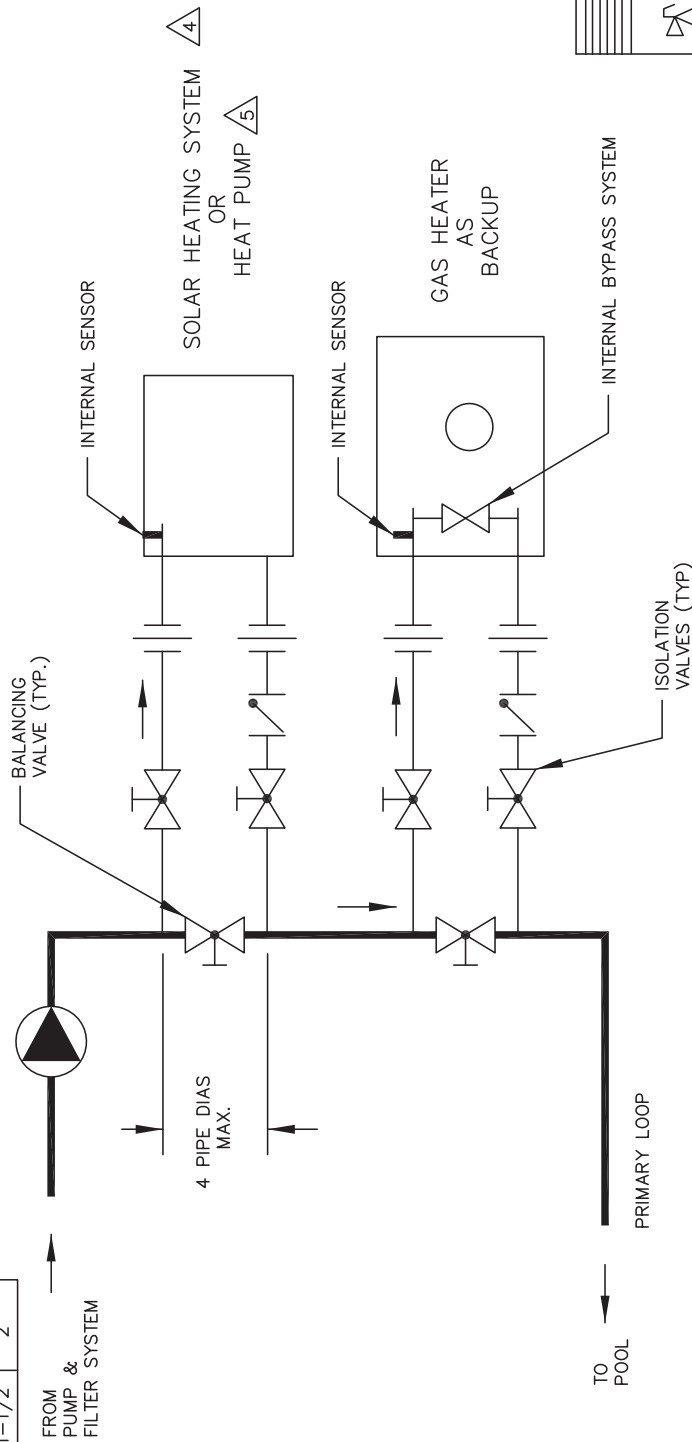 1-1/2 2
FROM
PUMP &
FILTER SYSTEM
BALANCING
VALVE (TYP.)
INTERNAL SENSOR
SOLAR HEATING SYSTEM 4
OR
HEAT PUMP 5
4 PIPE DIAS
MAX.
INTERNAL SENSOR
GAS HEATER
AS
BACKUP
INTERNAL BYPASS SYSTEM
ISOLATION
VALVES (TYP)
PRIMARY LOOP
TO
POOL